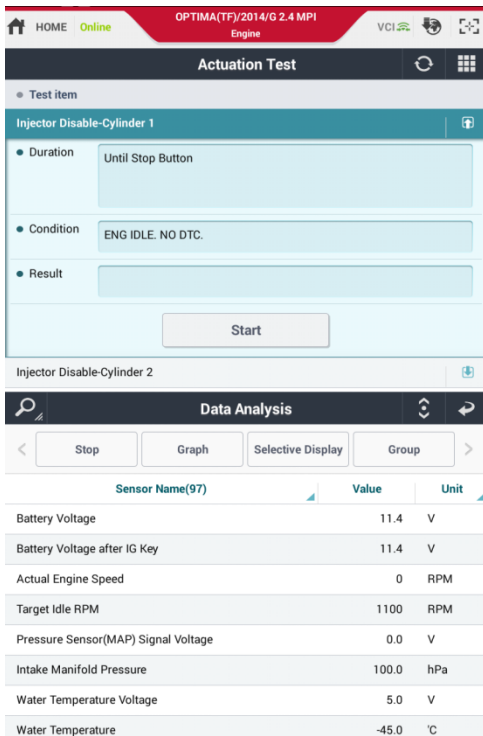 OPTIMA(TF)/2014/G 2.4 MPI
HOME Online Engine VCI
Actuation Test
Test item
Injector Disable-Cylinder 1
Duration Until Stop Button
Condition ENG IDLE. NO DTC.
Result
Start
Injector Disable-Cylinder 2
Data Analysis
< Stop Graph Selective Display Group >
Sensor Name(97) Value Unit
Battery Voltage 11.4 V
Battery Voltage after IG Key 11.4 V
Actual Engine Speed 0 RPM
Target Idle RPM 1100 RPM
Pressure Sensor(MAP) Signal Voltage 0.0 V
Intake Manifold Pressure 100.0 hPa
Water Temperature Voltage 5.0 V
Water Temperature -45.0 'C